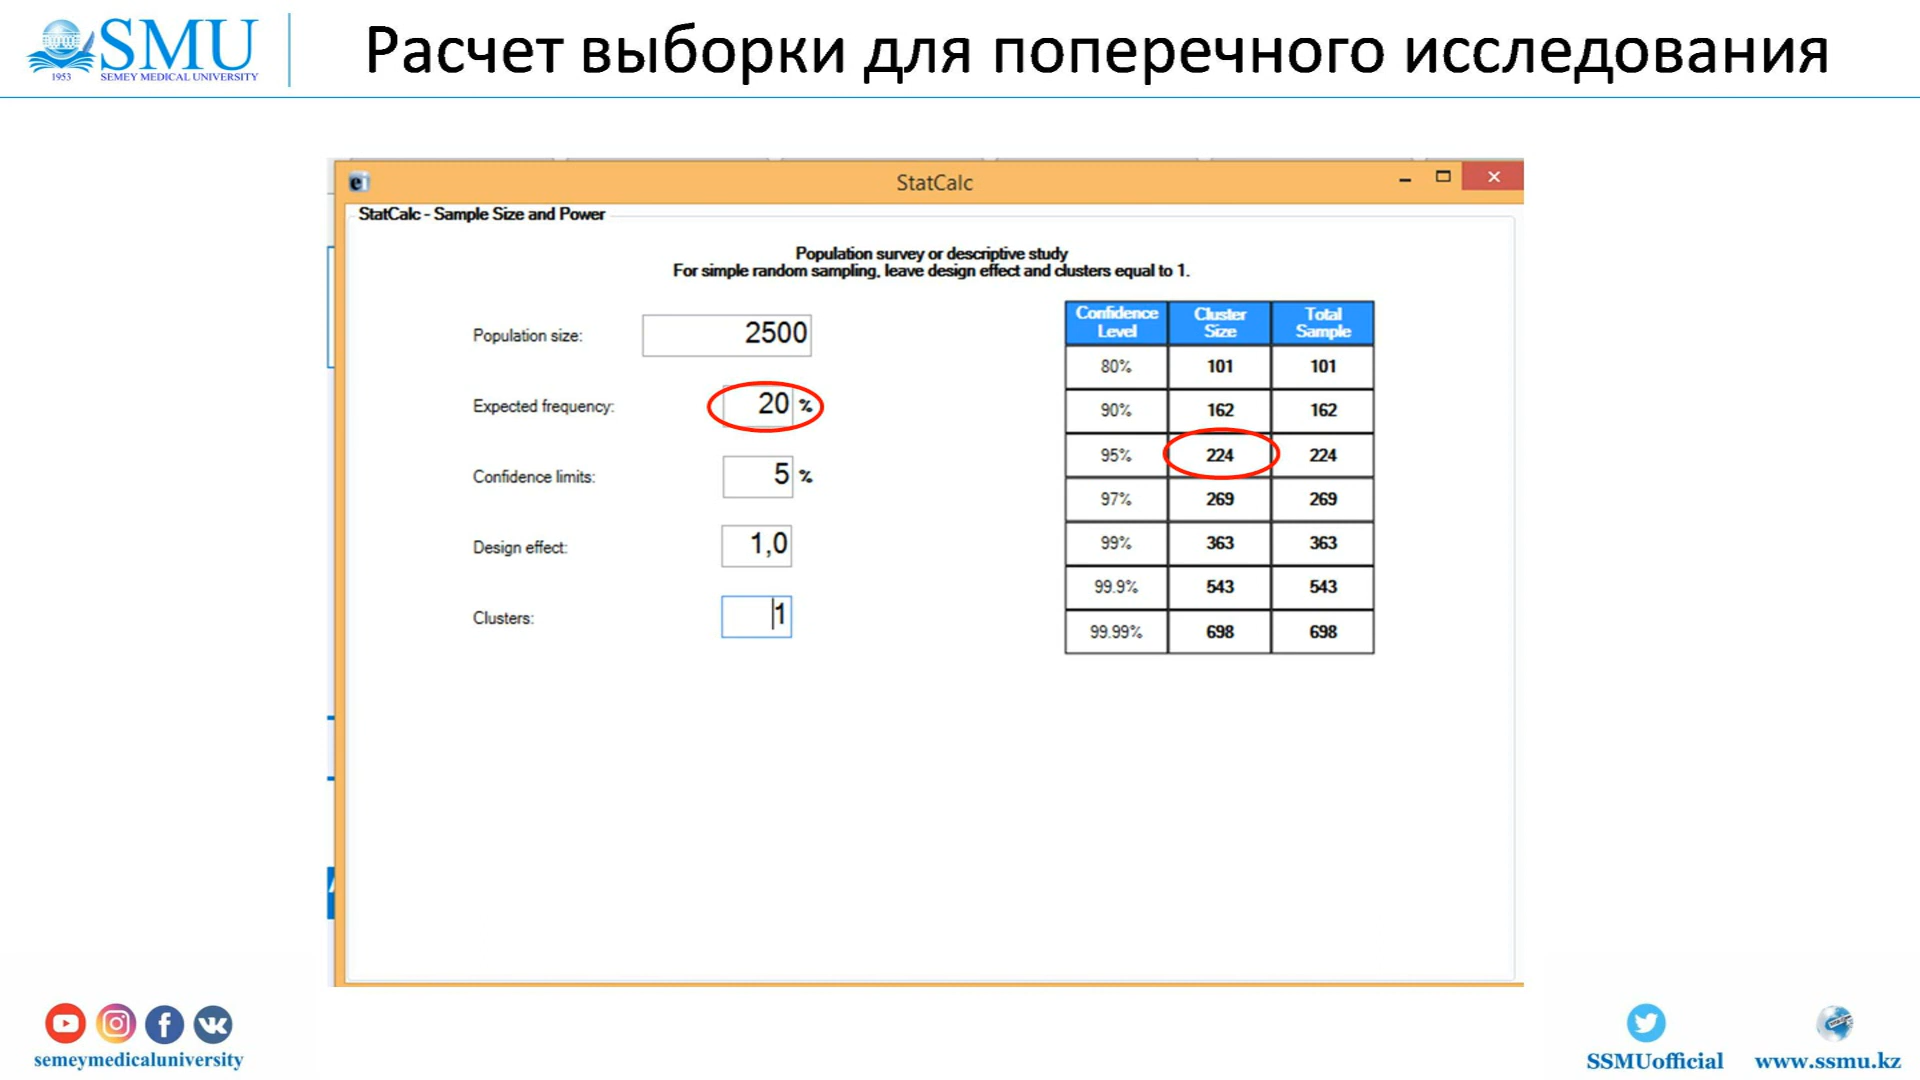 SMU
1953 SEMEY MEDICAL UNIVERSITY
Расчет выборки для поперечного исследования
StatCalc
StatCalc - Sample Size and Power
Population survey or descriptive study
For simple random sampling, leave design effect and clusters equal to 1.
Population size: 2500
Expected frequency: 20 %
Confidence limits: 5 %
Design effect: 1,0
Clusters: 1
Confidence Level Cluster Size Total Sample
80% 101 101
90% 162 162
95% 224 224
97% 269 269
99% 363 363
99.9% 543 543
99.99% 698 698
semeymedicaluniversity
SSMUofficial
www.ssmu.kz